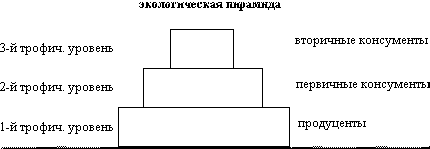 экологическая пирамида
3-й трофич. уровень
вторичные консументы
2-й трофич. уровень
первичные консументы
1-й трофич. уровень
продуценты